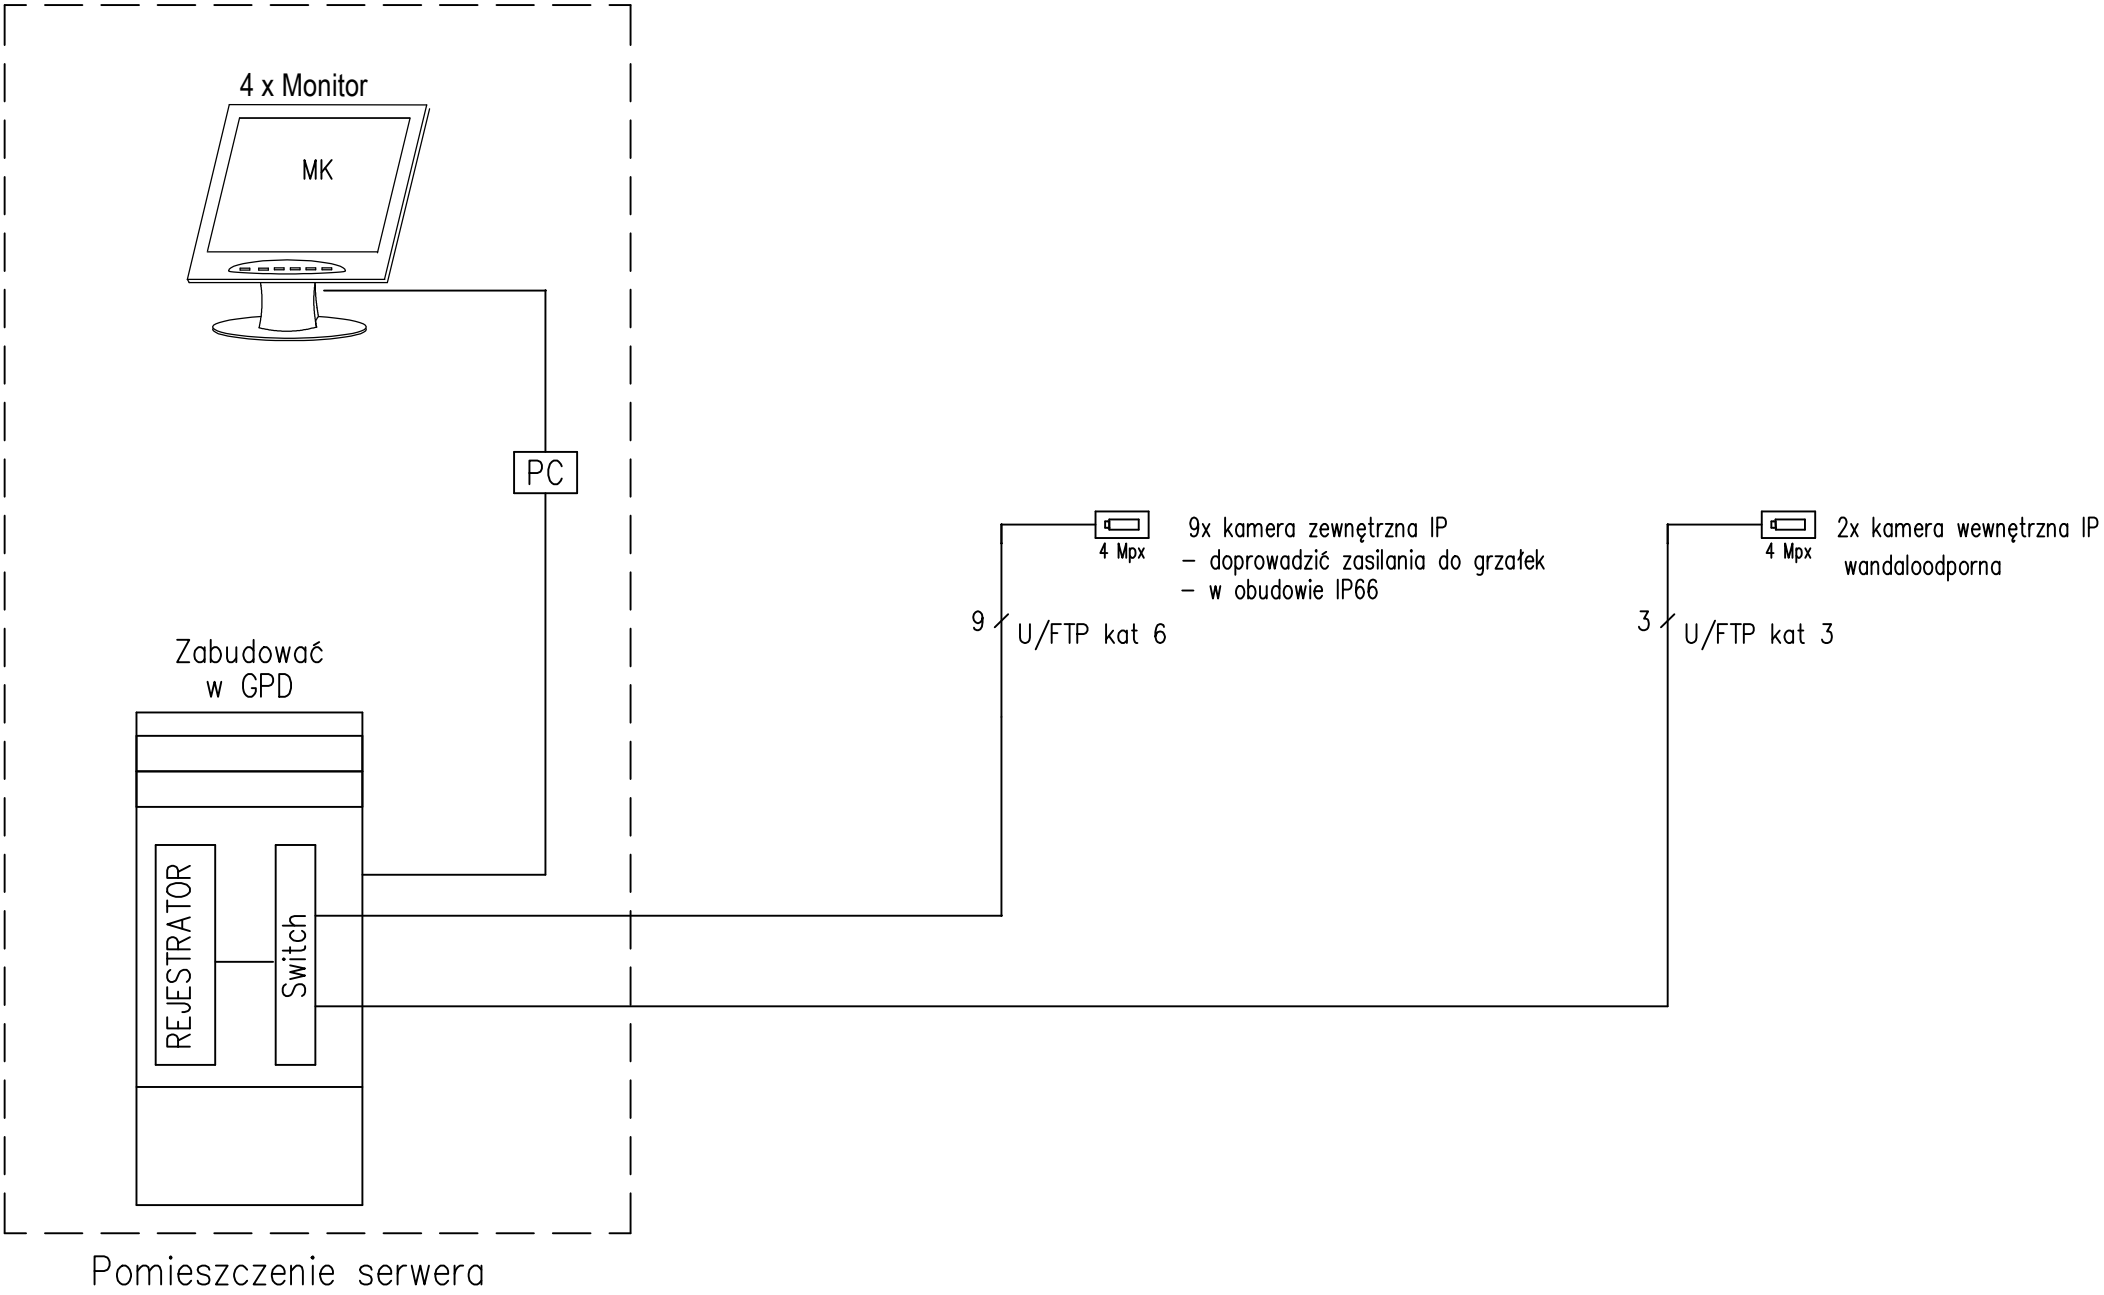 4 x Monitor
MK
PC
9x kamera zewnętrzna IP
4 Mpx
– doprowadzić zasilania do grzałek
– w obudowie IP66
9
U/FTP kat 6
2x kamera wewnętrzna IP
4 Mpx
wandaloodporna
3
U/FTP kat 3
Zabudować
w GPD
REJESTRATOR
Switch
Pomieszczenie serwera